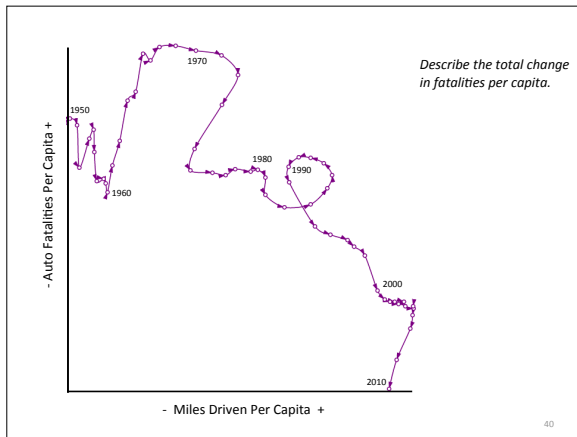 Describe the total change
in fatalities per capita.
1970
1950
1980
1990
1960
2000
2010
- Auto Fatalities Per Capita +
- Miles Driven Per Capita +
40